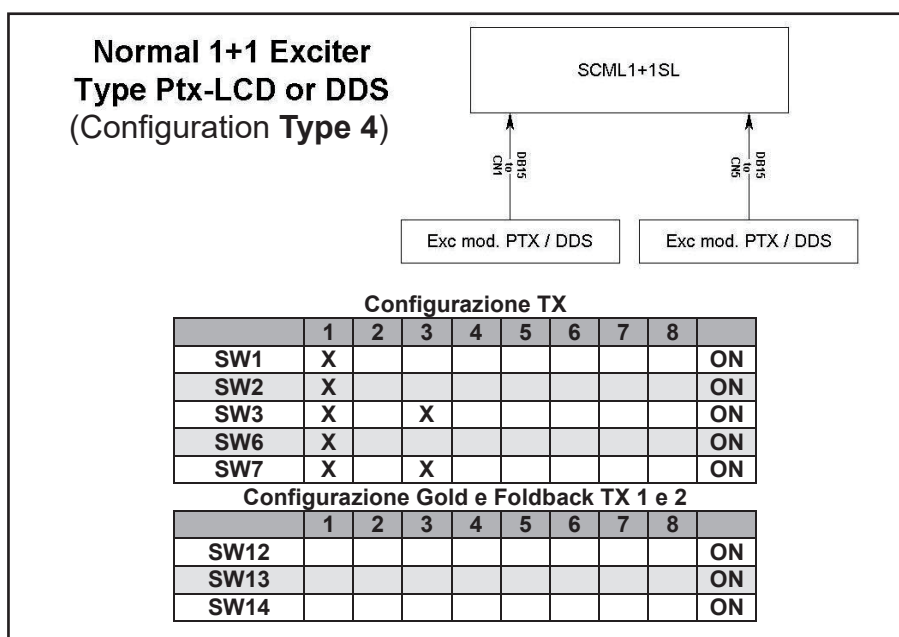 Normal 1+1 Exciter
Type Ptx-LCD or DDS
(Configuration Type 4)
SCML1+1SL
DB15
to
CN1
DB15
to
CN5
Exc mod. PTX / DDS
Exc mod. PTX / DDS
Configurazione TX
1 2 3 4 5 6 7 8
SW1 X ON
SW2 X ON
SW3 X X ON
SW6 X ON
SW7 X X ON
Configurazione Gold e Foldback TX 1 e 2
1 2 3 4 5 6 7 8
SW12 ON
SW13 ON
SW14 ON